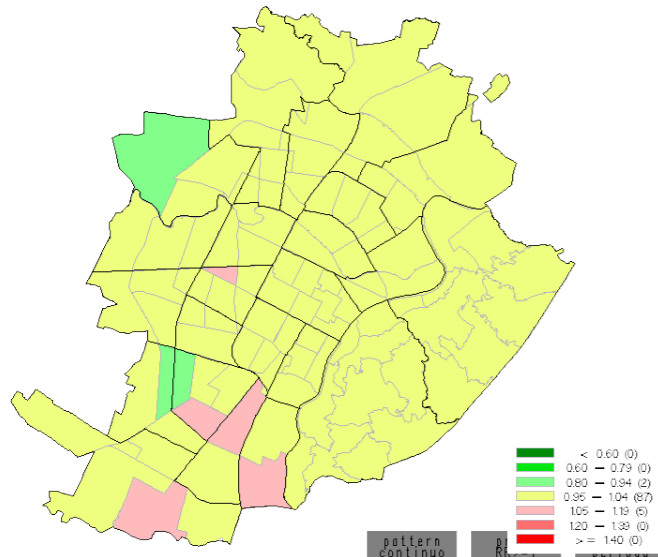 < 0.60 (0)
0.60 – 0.79 (0)
0.80 – 0.94 (2)
0.95 – 1.04 (87)
1.05 – 1.19 (5)
1.20 – 1.39 (0)
>= 1.40 (0)
pattern
continuo